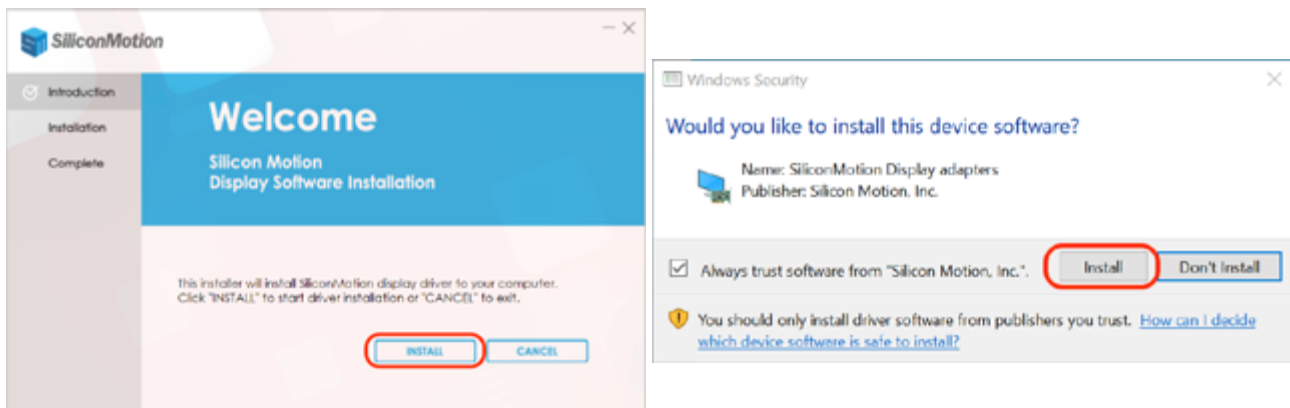 SiliconMotion
Introduction
Installation
Complete
Welcome
Silicon Motion
Display Software Installation
This installer will install SiliconMotion display driver to your computer.
Click "INSTALL" to start driver installation or "CANCEL" to exit.
INSTALL
CANCEL
Windows Security
Would you like to install this device software?
Name: SiliconMotion Display adapters
Publisher: Silicon Motion, Inc.
Always trust software from "Silicon Motion, Inc.".
Install
Don't Install
You should only install driver software from publishers you trust. How can I decide
which device software is safe to install?